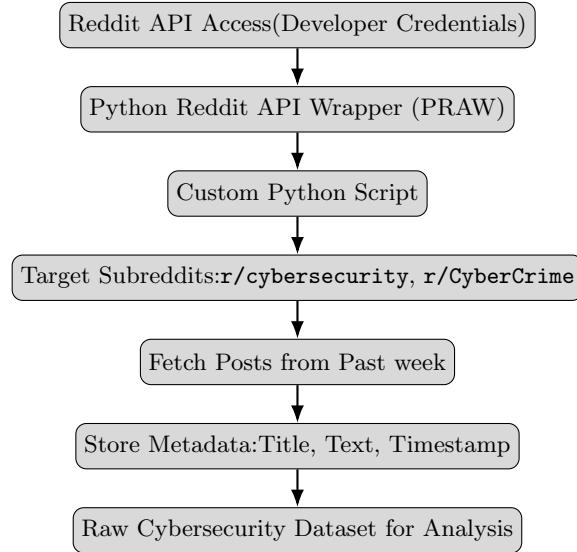 Reddit API Access(Developer Credentials)
Python Reddit API Wrapper (PRAW)
Custom Python Script
Target Subreddits:r/cybersecurity, r/CyberCrime
Fetch Posts from Past week
Store Metadata:Title, Text, Timestamp
Raw Cybersecurity Dataset for Analysis